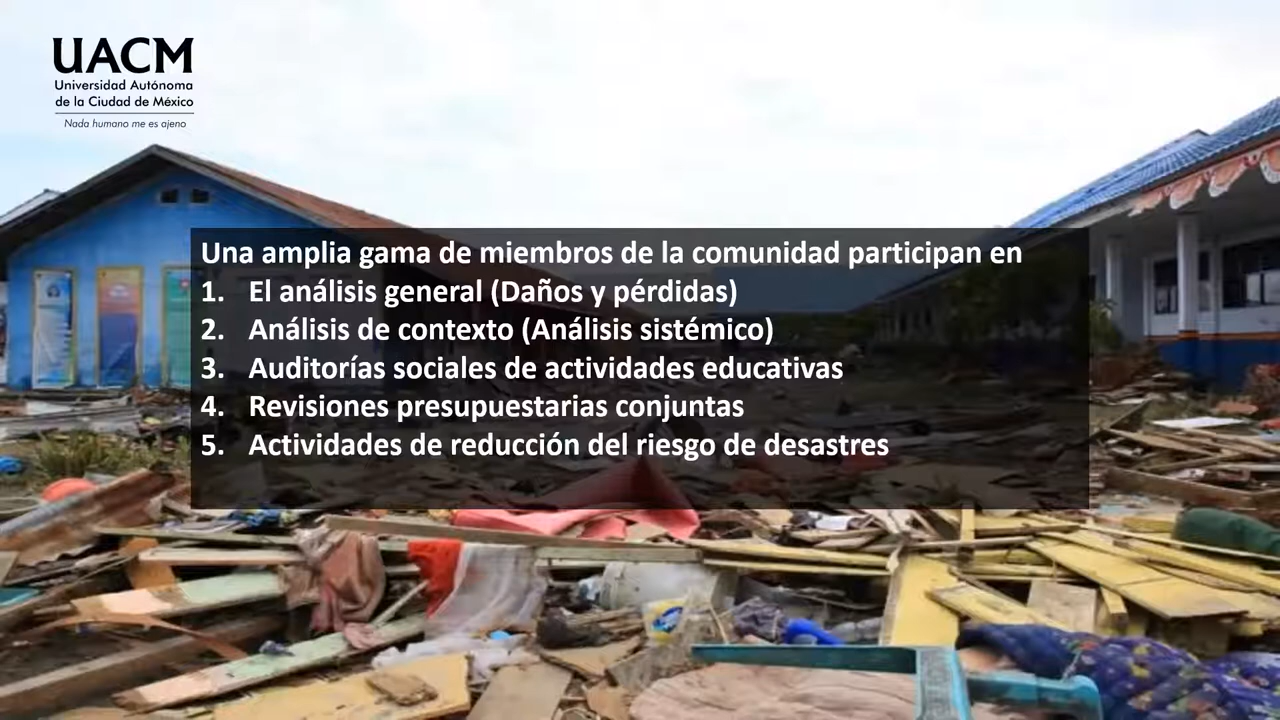 UACM
Universidad Autónoma
de la Ciudad de México
Nada humano me es ajeno
Una amplia gama de miembros de la comunidad participan en
1. El análisis general (Daños y pérdidas)
2. Análisis de contexto (Análisis sistémico)
3. Auditorías sociales de actividades educativas
4. Revisiones presupuestarias conjuntas
5. Actividades de reducción del riesgo de desastres